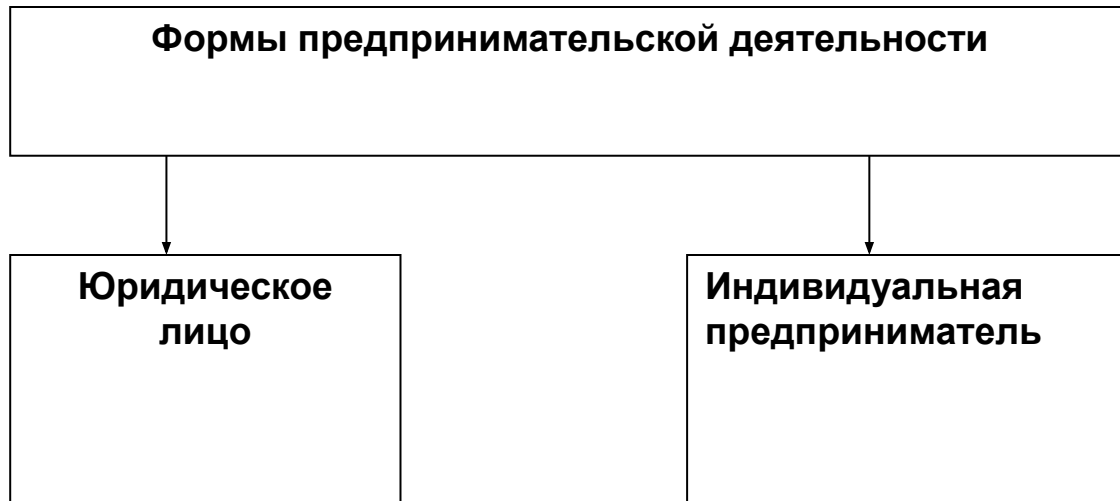 Формы предпринимательской деятельности
Юридическое
лицо
Индивидуальная
предприниматель